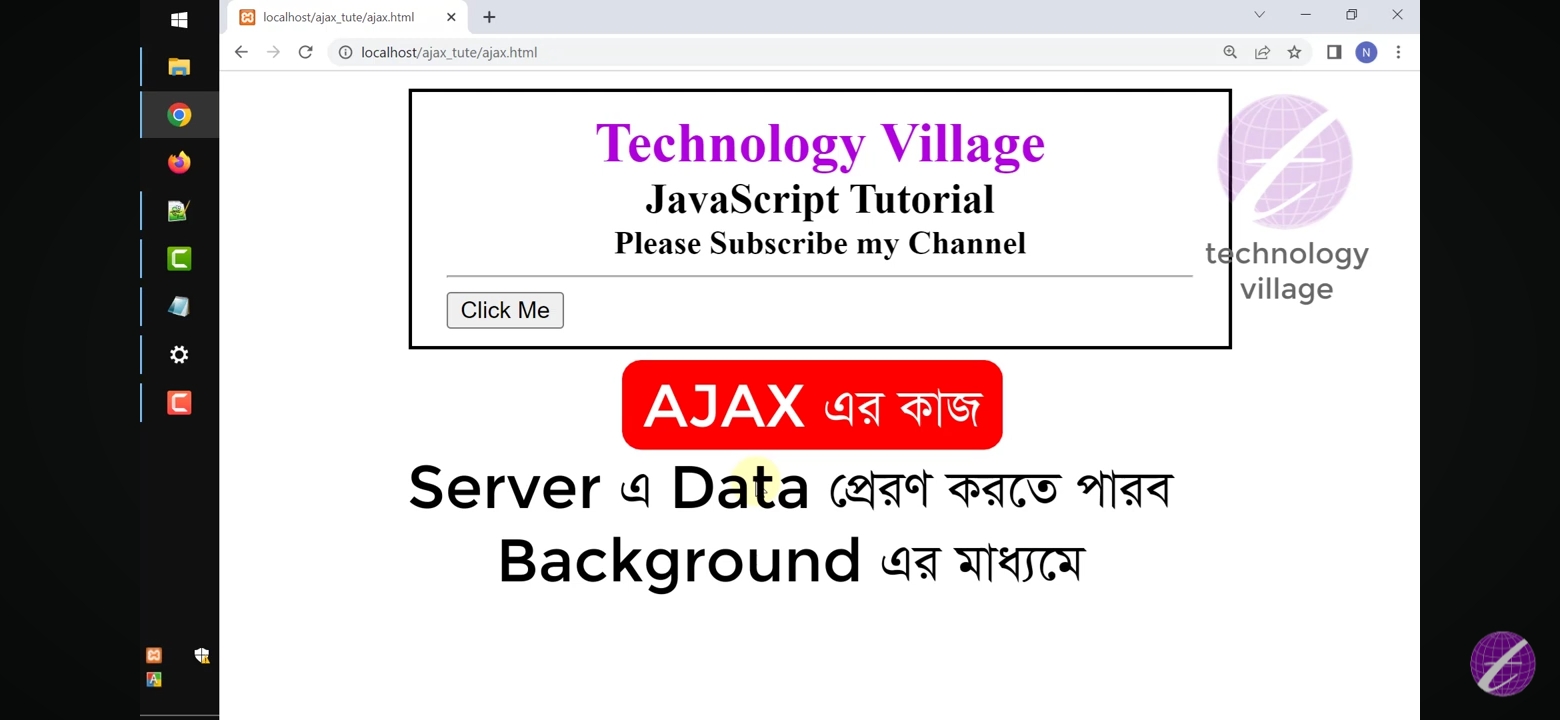 localhost/ajax_tute/ajax.html
localhost/ajax_tute/ajax.html
N
Technology Village
JavaScript Tutorial
Please Subscribe my Channel
Click Me
technology
village
AJAX এর কাজ
Server এ Data প্রেরণ করতে পারব
Background এর মাধ্যমে